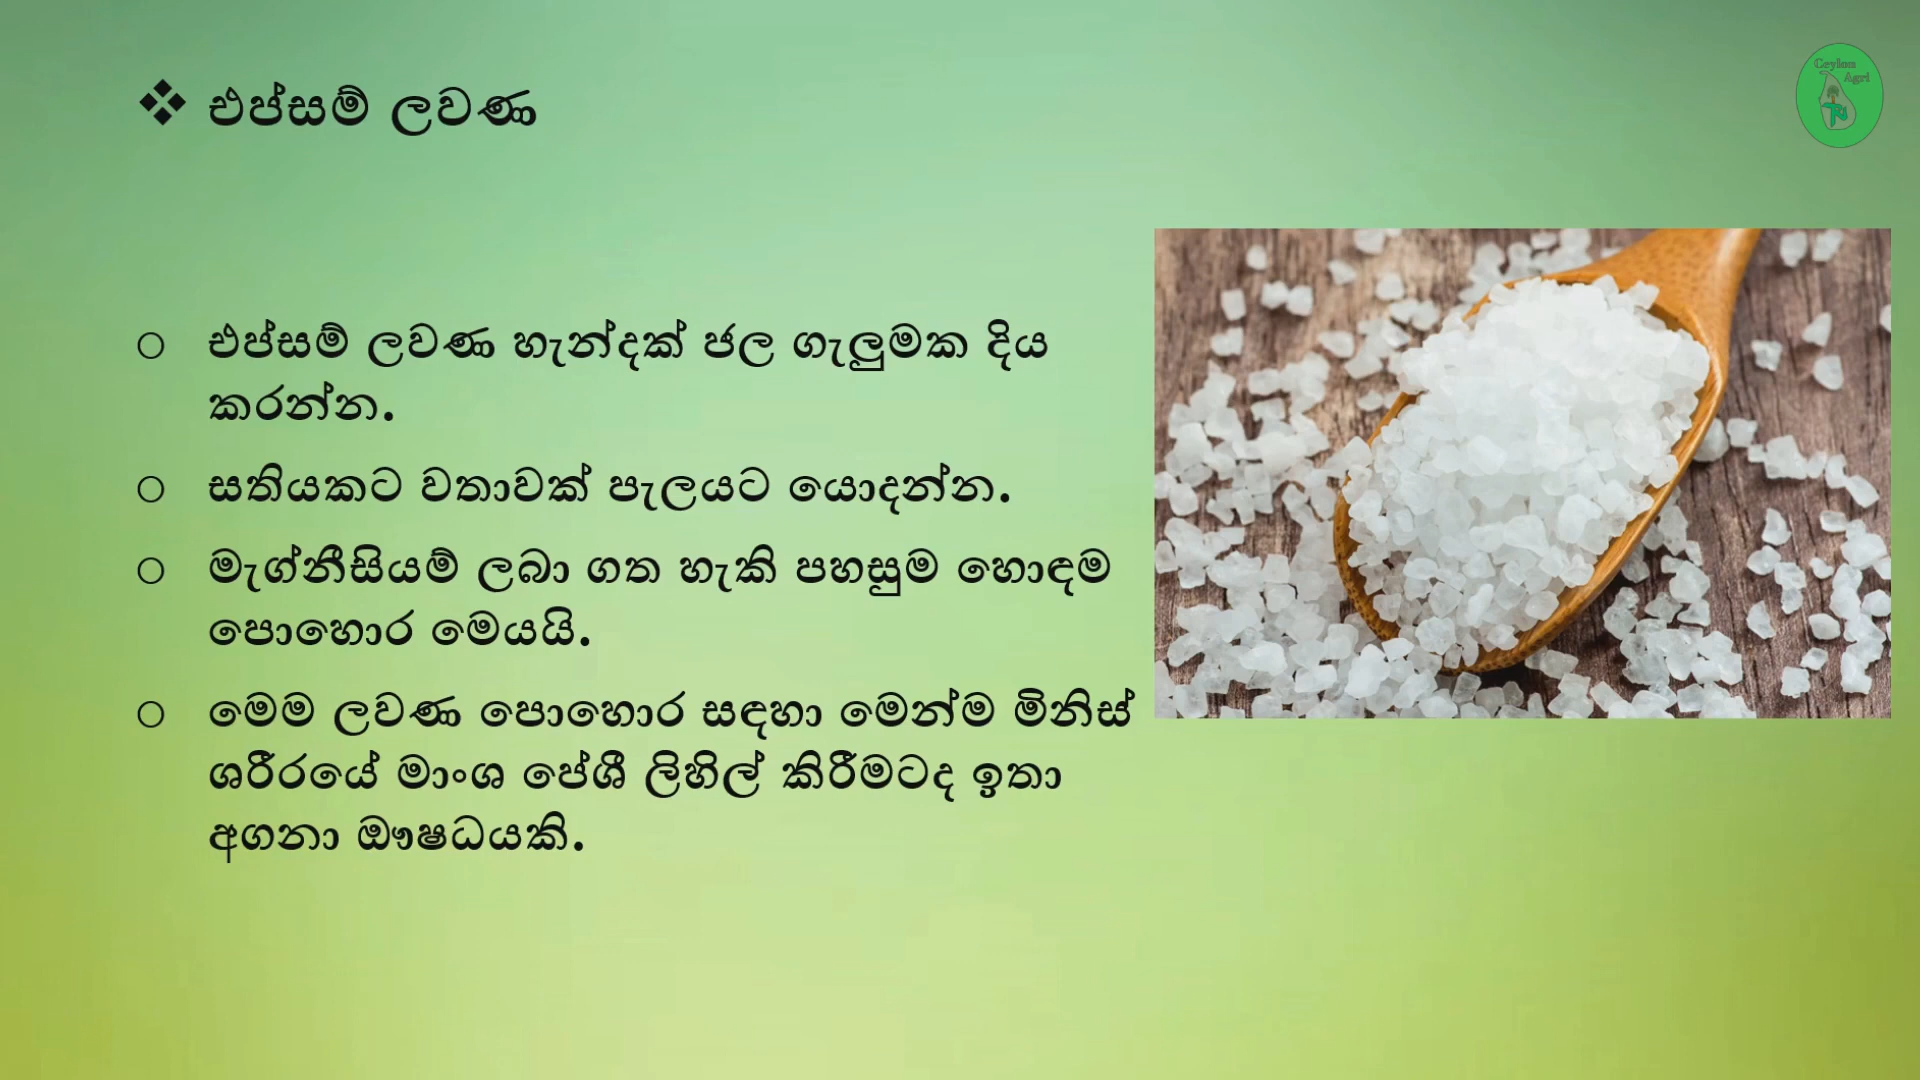 එප්සම් ලවණ
Ceylon
Agri
එප්සම් ලවණ හැන්දක් ජල ගැලුමක දිය
කරන්න.
සතියකට වතාවක් පැලයට යොදන්න.
මැග්නීසියම් ලබා ගත හැකි පහසුම හොඳම
පොහොර මෙයයි.
මෙම ලවණ පොහොර සඳහා මෙන්ම මිනිස්
ශරීරයේ මාංශ පේශී ලිහිල් කිරීමටද ඉතා
අගනා ඖෂධයකි.